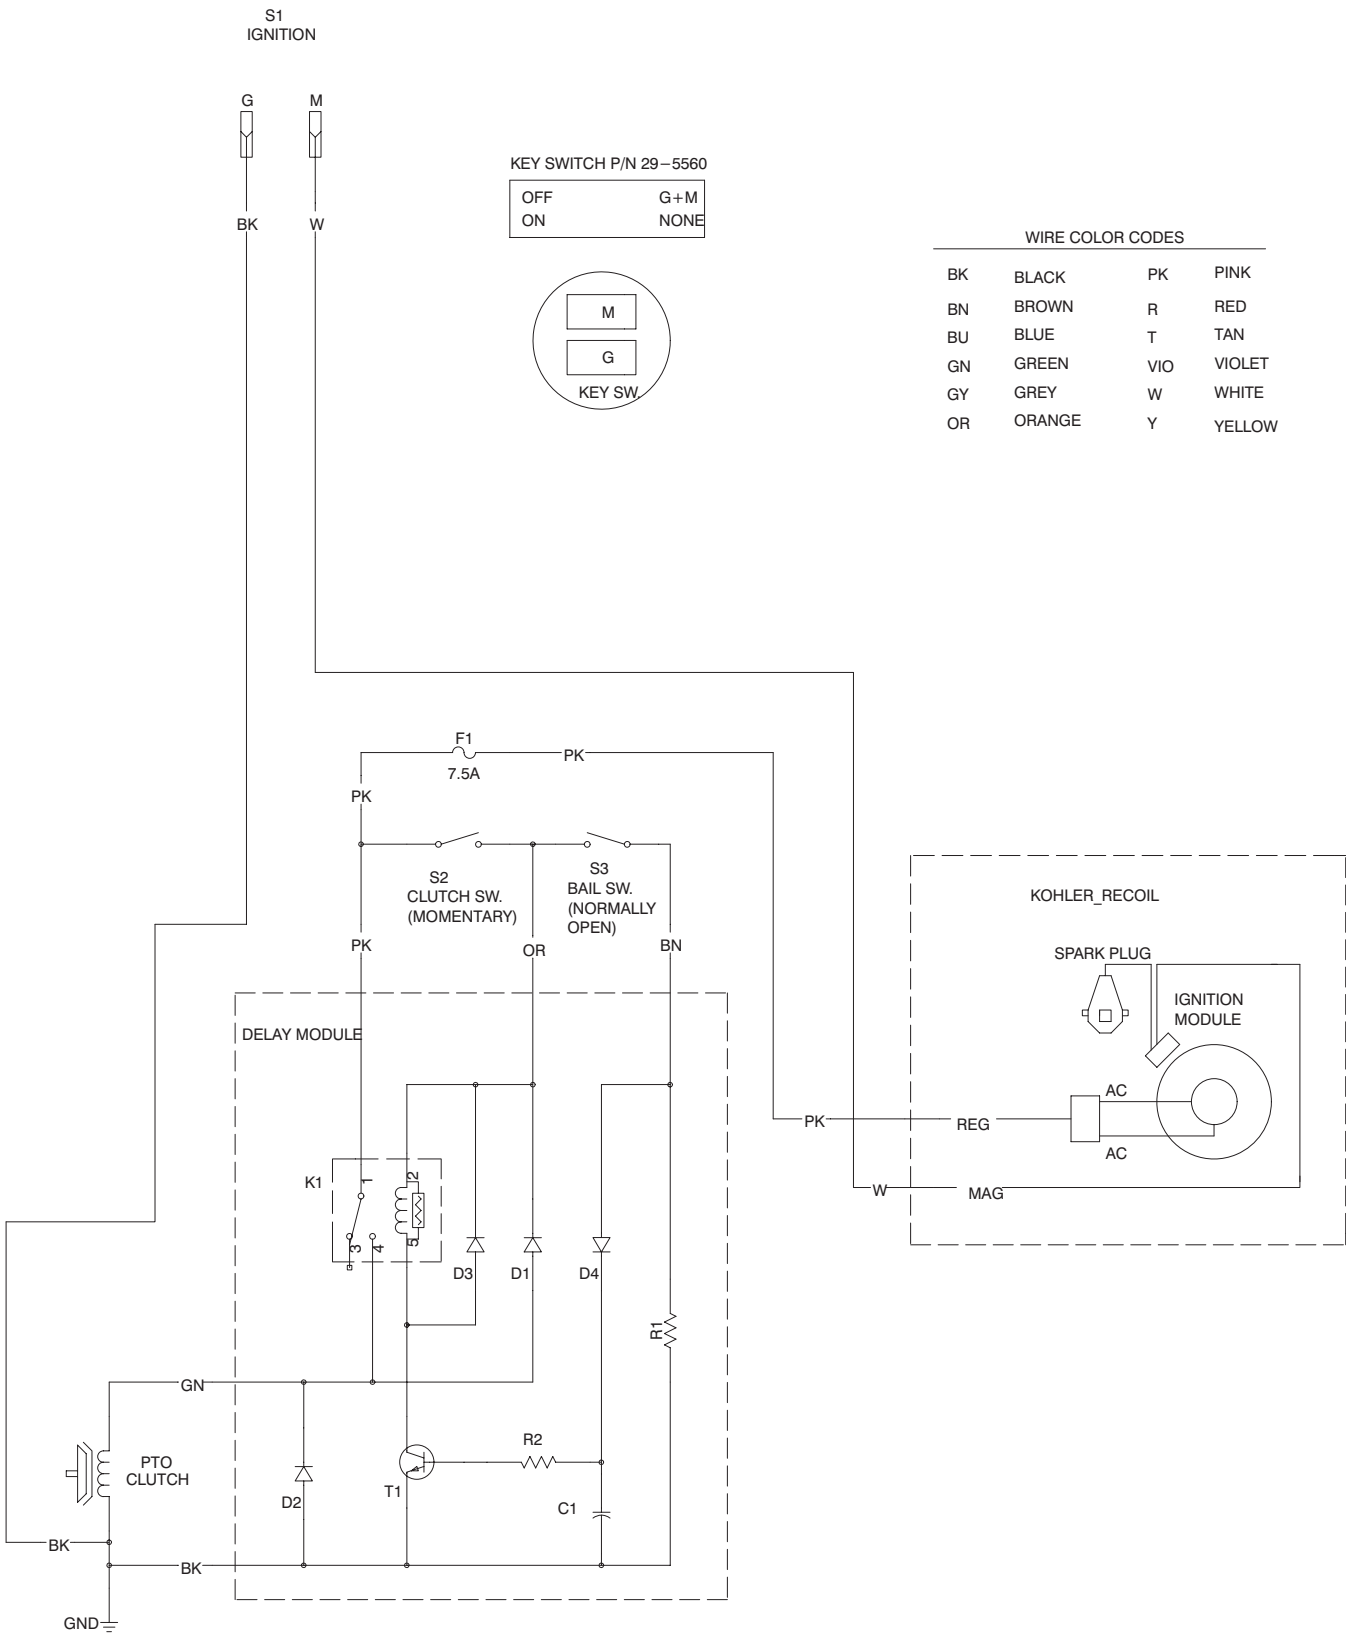 S1
IGNITION
G
M
BK
W
KEY SWITCH P/N 29–5560
OFF G+M
ON NONE
M
G
KEY SW.
WIRE COLOR CODES
BK BLACK PK PINK
BN BROWN R RED
BU BLUE T TAN
GN GREEN VIO VIOLET
GY GREY W WHITE
OR ORANGE Y YELLOW
F1
7.5A
PK
PK
S2
CLUTCH SW.
(MOMENTARY)
S3
BAIL SW.
(NORMALLY
OPEN)
PK
OR
BN
DELAY MODULE
KOHLER_RECOIL
SPARK PLUG
IGNITION
MODULE
AC
AC
PK
REG
W
MAG
K1
1
2
3
4
5
D3
D1
D4
R1
GN
PTO
CLUTCH
D2
T1
R2
C1
BK
BK
GND